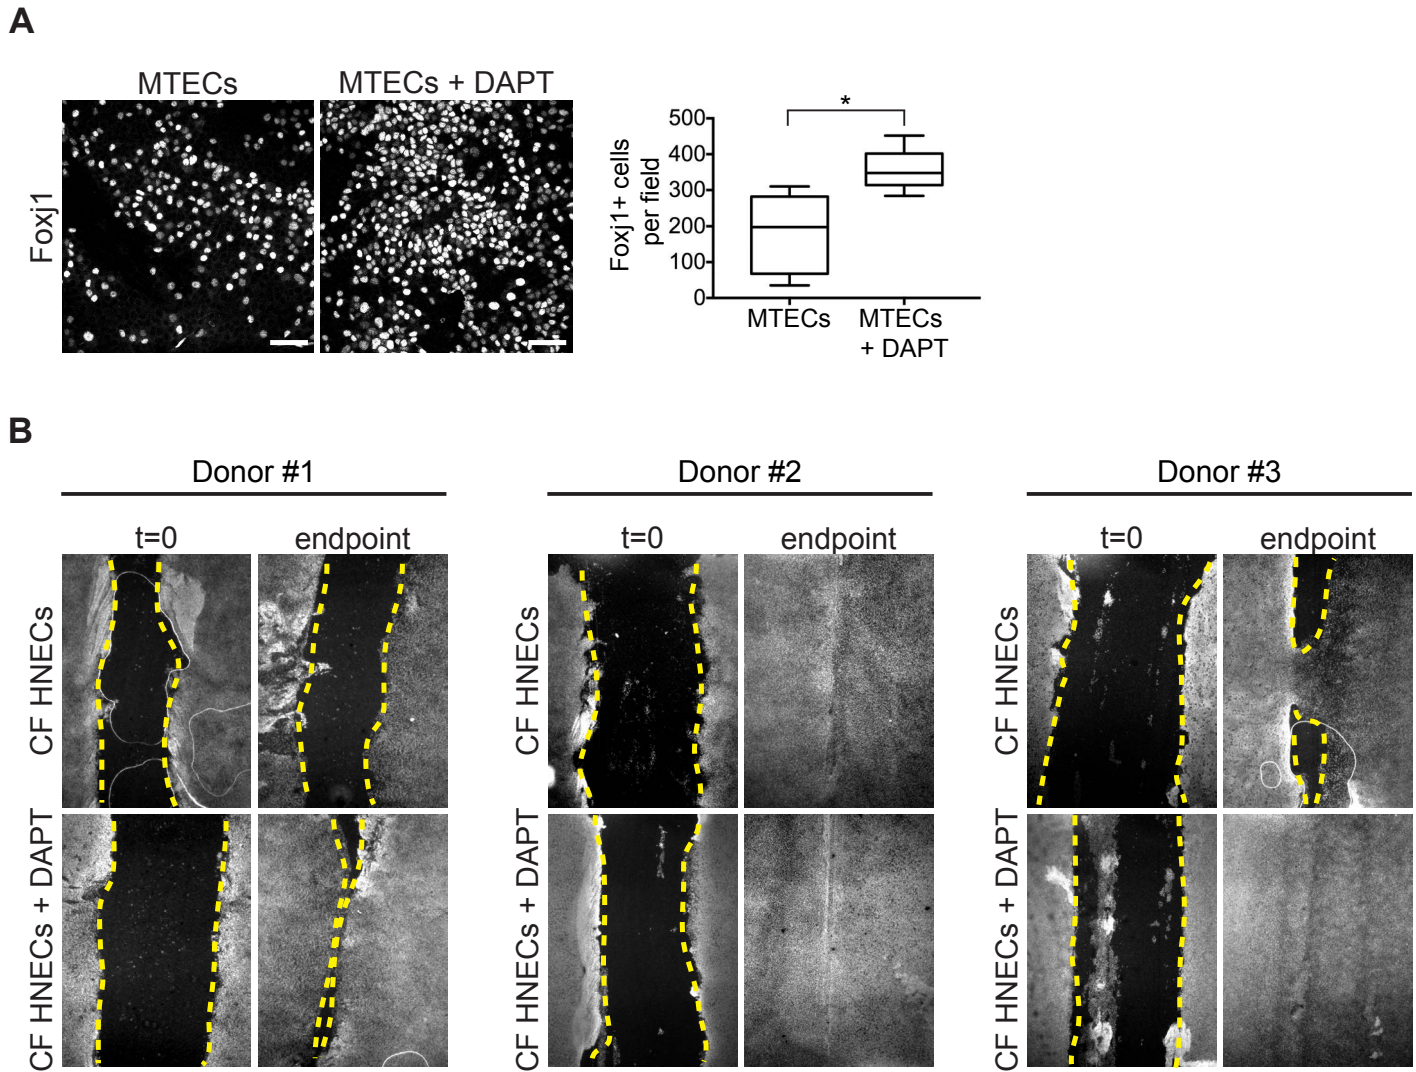 A
MTECs
MTECs + DAPT
Foxj1
*
Foxj1+ cells
per field
500
400
300
200
100
0
MTECs
MTECs
+ DAPT
B
Donor #1
Donor #2
Donor #3
t=0
endpoint
t=0
endpoint
t=0
endpoint
CF HNECs
CF HNECs
CF HNECs
CF HNECs + DAPT
CF HNECs + DAPT
CF HNECs + DAPT